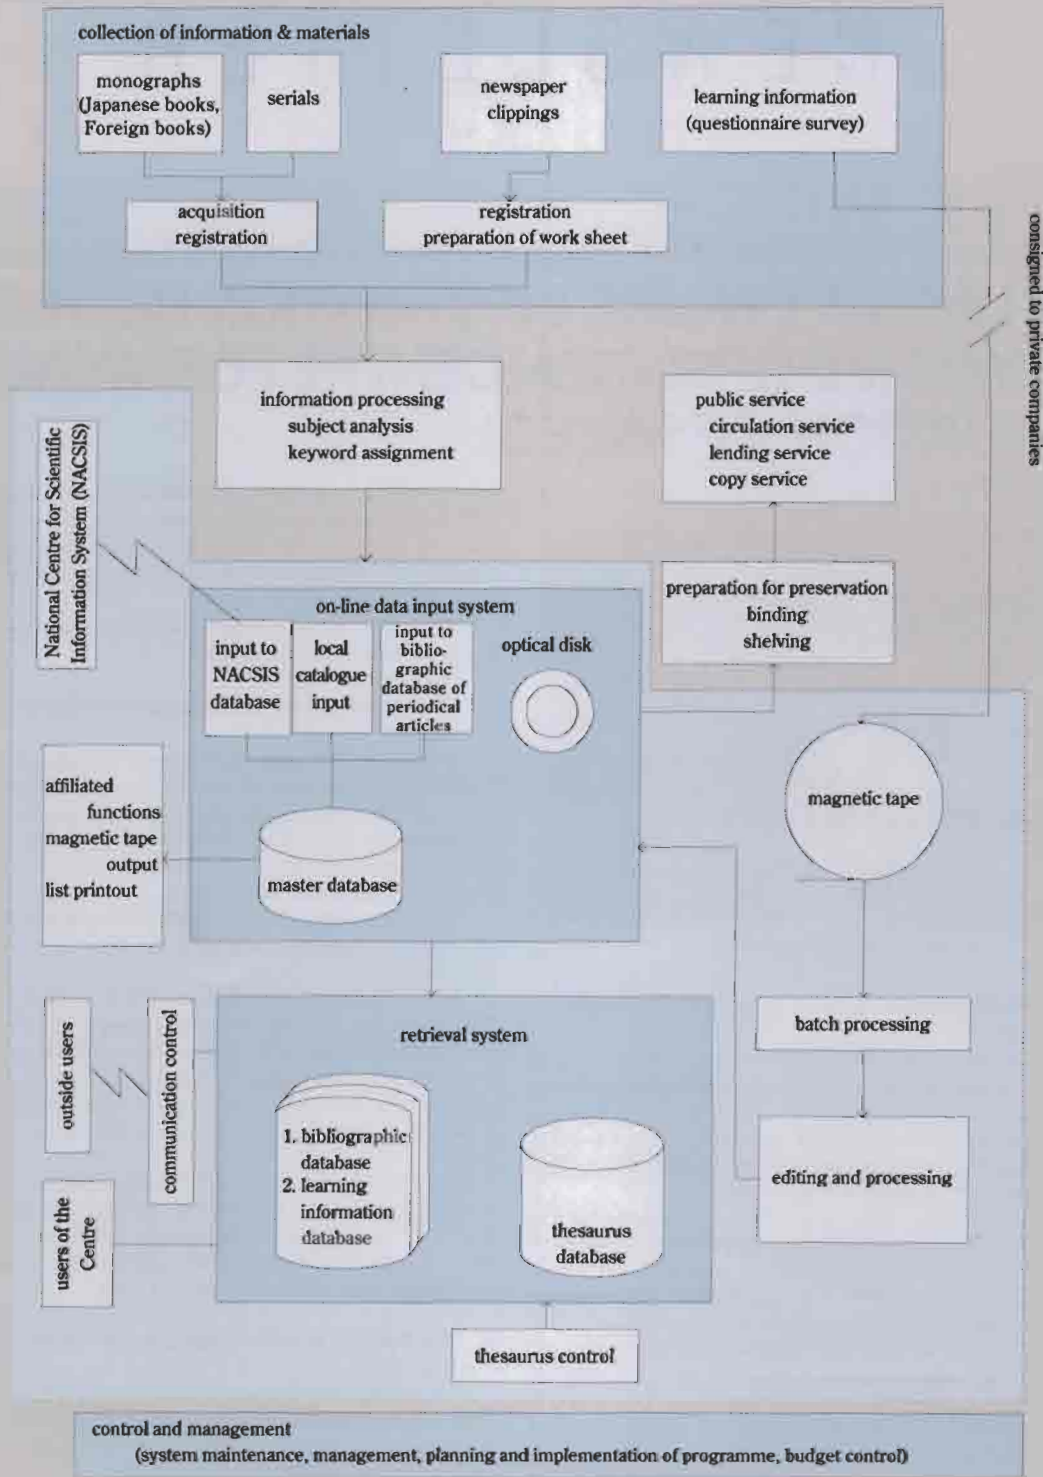 collection of information & materials
monographs
(Japanese books,
Foreign books)
serials
newspaper
clippings
learning information
(questionnaire survey)
acquisition
registration
registration
preparation of work sheet
consigned to private companies
information processing
subject analysis
keyword assignment
public service
circulation service
lending service
copy service
National Centre for Scientific
Information System (NACSIS)
preparation for preservation
binding
shelving
on-line data input system
input to
NACSIS
database
local
catalogue
input
input to
biblio-
graphic
database of
periodical
articles
optical disk
magnetic tape
affiliated
functions
magnetic tape
output
list printout
master database
batch processing
retrieval system
outside users
communication control
users of the
Centre
1. bibliographic
database
2. learning
information
database
thesaurus
database
editing and processing
thesaurus control
control and management
(system maintenance, management, planning and implementation of programme, budget control)